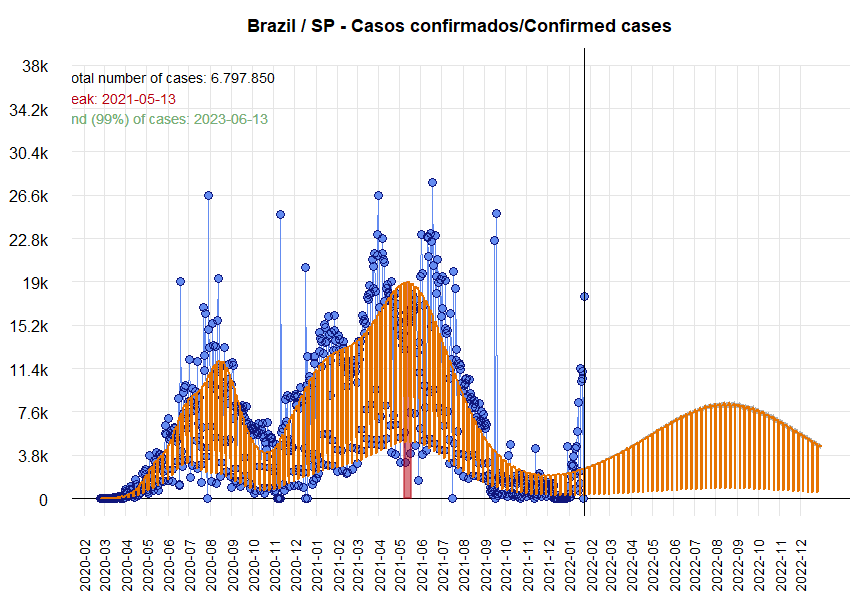 Brazil / SP - Casos confirmados/Confirmed cases
38k
34.2k
30.4k
26.6k
22.8k
19k
15.2k
11.4k
7.6k
3.8k
0
otal number of cases: 6.797.850
eak: 2021-05-13
nd (99%) of cases: 2023-06-13
2020-02
2020-03
2020-04
2020-05
2020-06
2020-07
2020-08
2020-09
2020-10
2020-11
2020-12
2021-01
2021-02
2021-03
2021-04
2021-05
2021-06
2021-07
2021-08
2021-09
2021-10
2021-11
2021-12
2022-01
2022-02
2022-03
2022-04
2022-05
2022-06
2022-07
2022-08
2022-09
2022-10
2022-11
2022-12